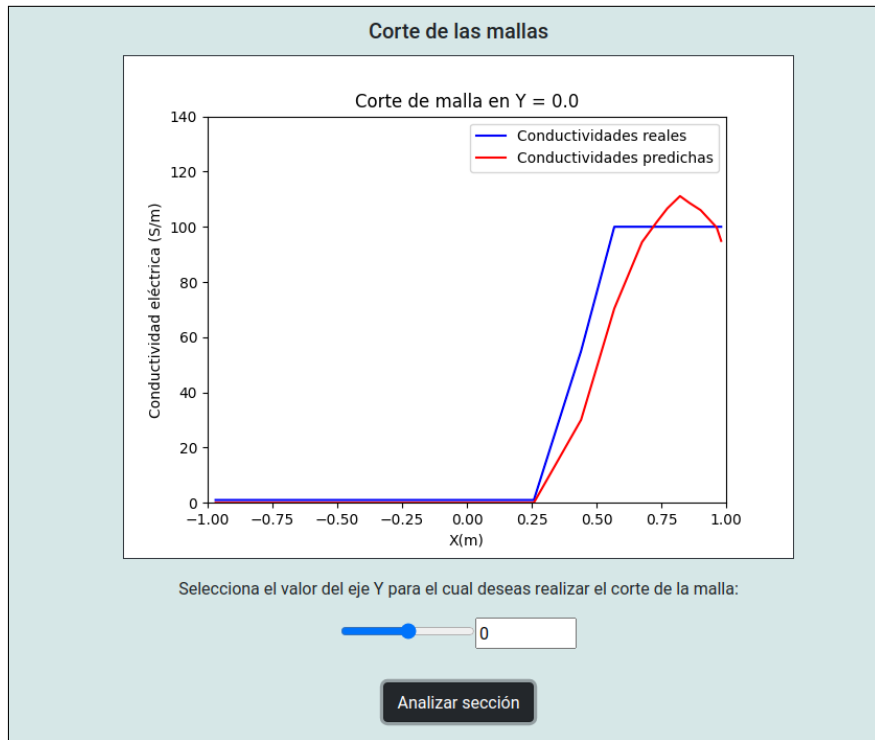 Corte de las mallas
Corte de malla en Y = 0.0
Conductividades reales
Conductividades predichas
Conductividad eléctrica (S/m)
140
120
100
80
60
40
20
0
−1.00 −0.75 −0.50 −0.25 0.00 0.25 0.50 0.75 1.00
X(m)
Selecciona el valor del eje Y para el cual deseas realizar el corte de la malla:
0
Analizar sección